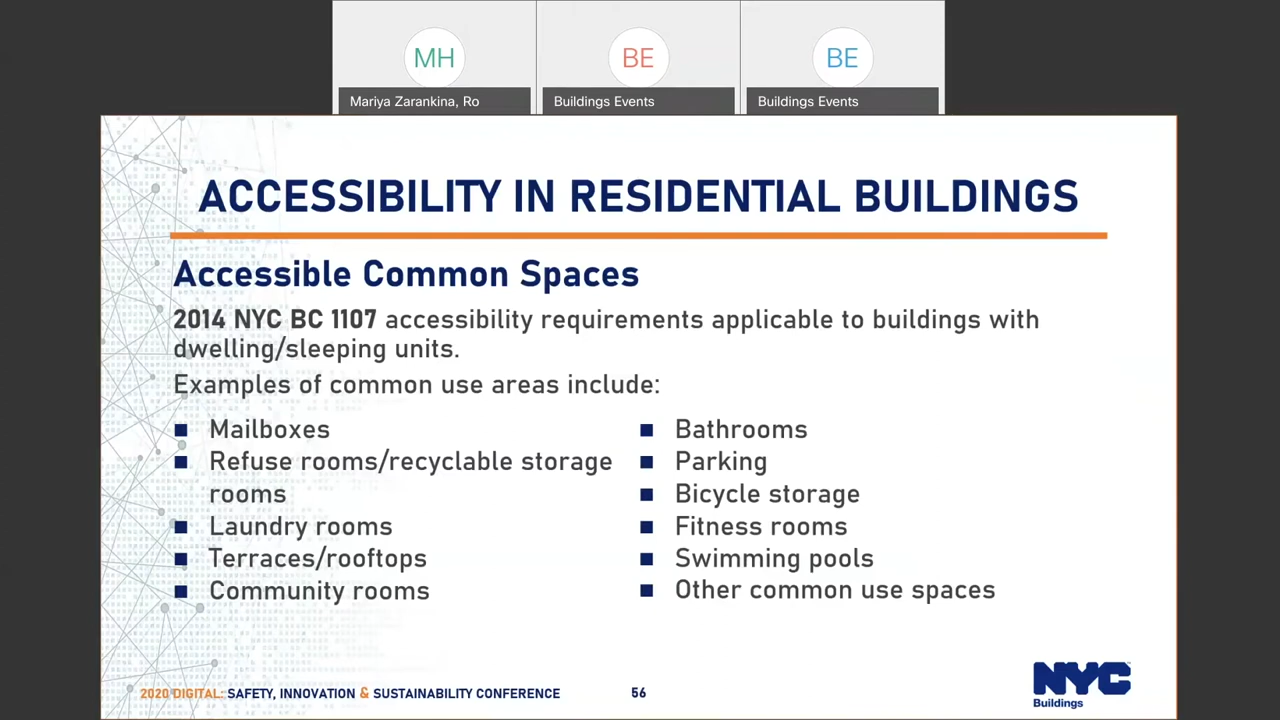 MH
BE
BE
Mariya Zarankina, Ro
Buildings Events
Buildings Events
ACCESSIBILITY IN RESIDENTIAL BUILDINGS
Accessible Common Spaces
2014 NYC BC 1107 accessibility requirements applicable to buildings with
dwelling/sleeping units.
Examples of common use areas include:
Mailboxes
Refuse rooms/recyclable storage
rooms
Laundry rooms
Terraces/rooftops
Community rooms
Bathrooms
Parking
Bicycle storage
Fitness rooms
Swimming pools
Other common use spaces
2020 DIGITAL: SAFETY, INNOVATION & SUSTAINABILITY CONFERENCE
56
NYC
Buildings